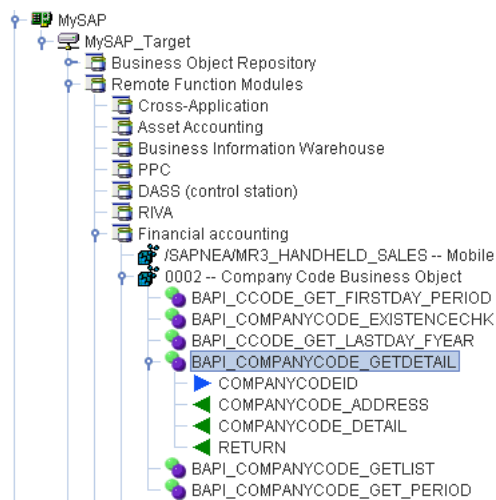 MySAP
MySAP_Target
Business Object Repository
Remote Function Modules
Cross-Application
Asset Accounting
Business Information Warehouse
PPC
DASS (control station)
RIVA
Financial accounting
/SAPNEA/MR3_HANDHELD_SALES -- Mobile
0002 -- Company Code Business Object
BAPI_CCODE_GET_FIRSTDAY_PERIOD
BAPI_COMPANYCODE_EXISTENCECHK
BAPI_CCODE_GET_LASTDAY_FYEAR
BAPI_COMPANYCODE_GETDETAIL
COMPANYCODEID
COMPANYCODE_ADDRESS
COMPANYCODE_DETAIL
RETURN
BAPI_COMPANYCODE_GETLIST
BAPI_COMPANYCODE_GET_PERIOD